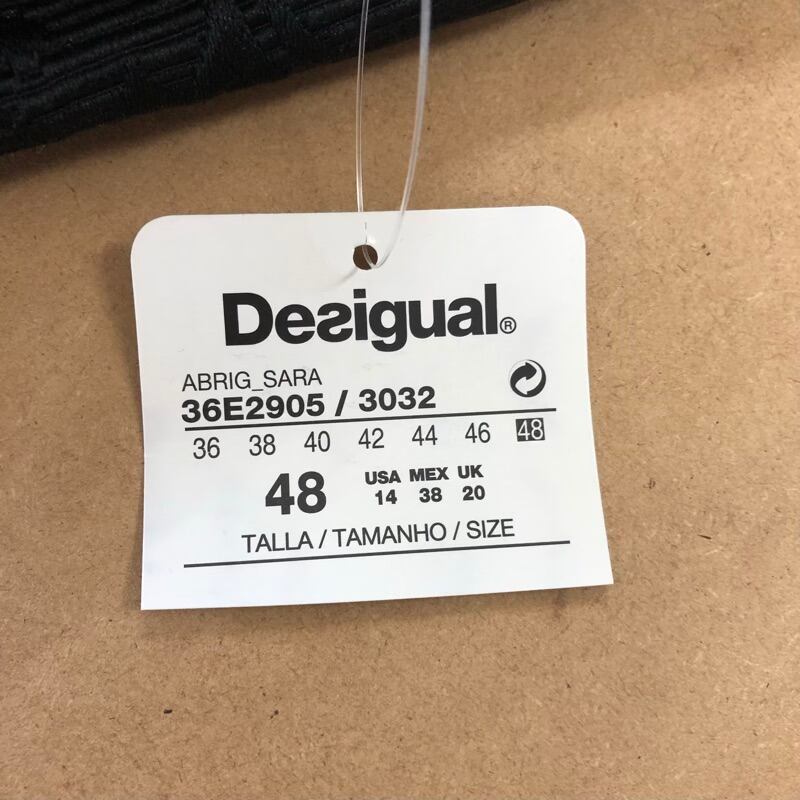 Desigual®
ABRIG_SARA
36E2905 / 3032
36 38 40 42 44 46 48
48
USA MEX UK
14 38 20
TALLA / TAMANHO / SIZE